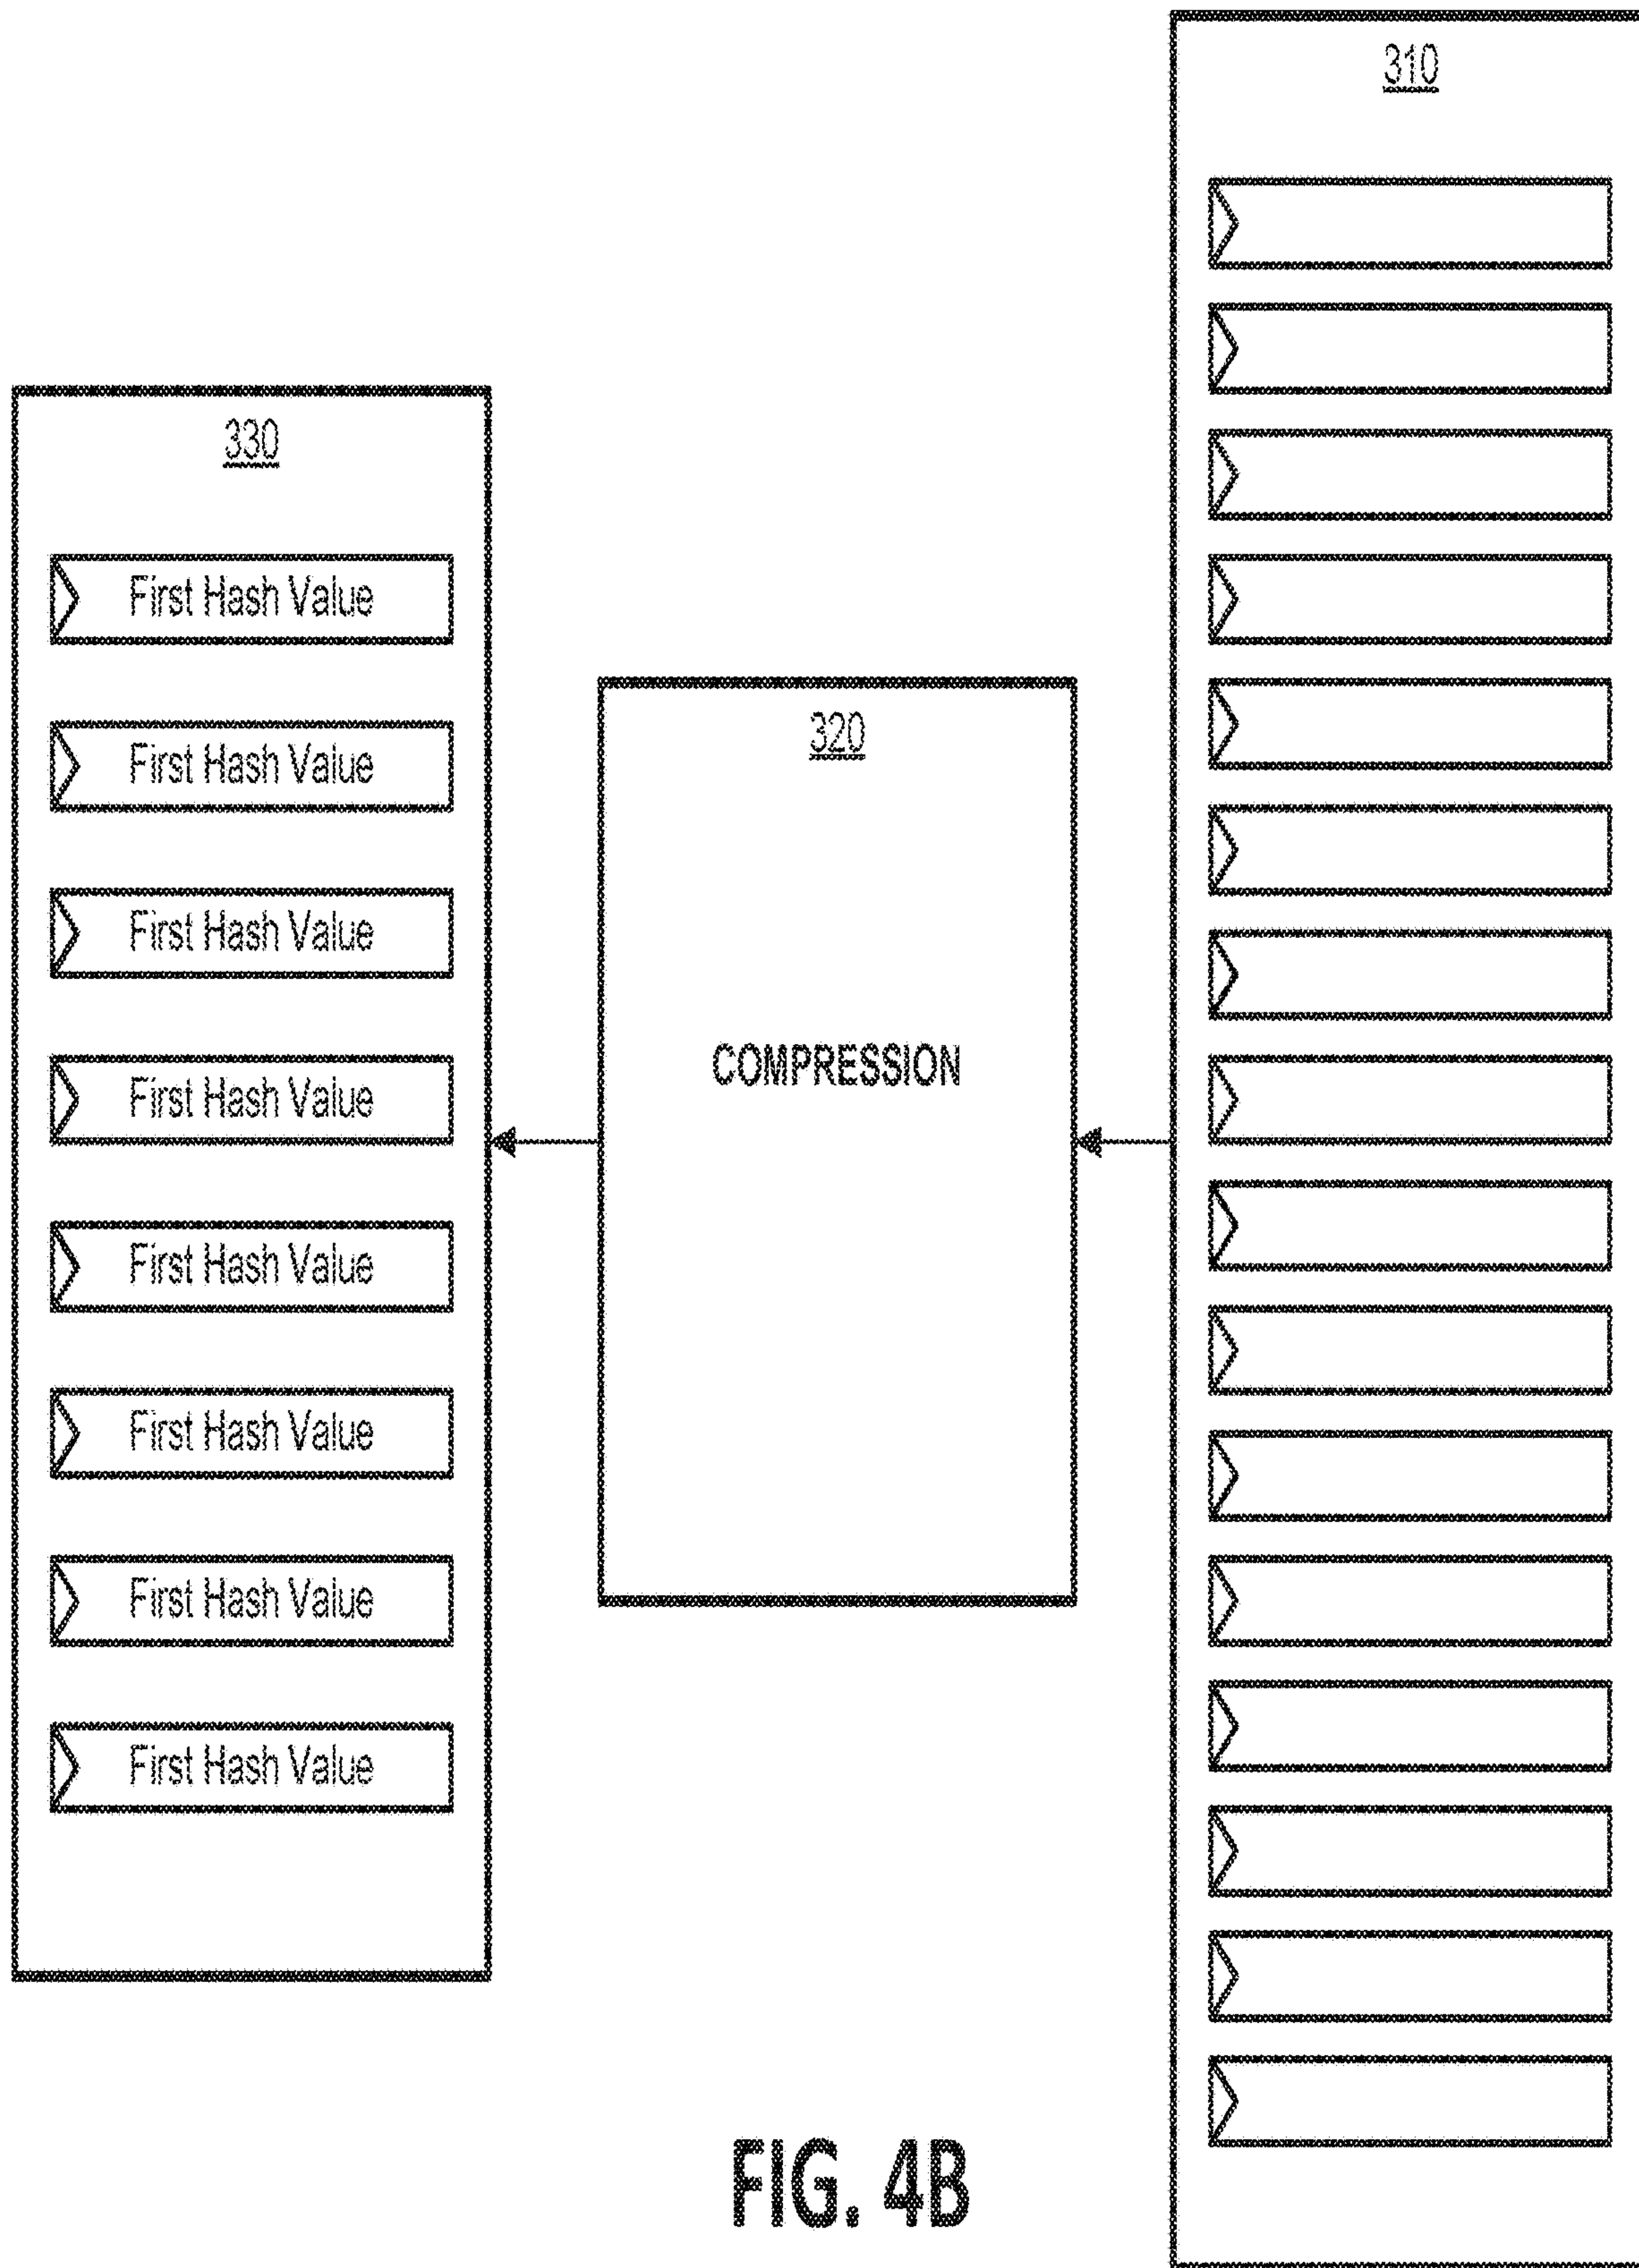 310
330
First Hash Value
First Hash Value
320
First Hash Value
COMPRESSION
First Hash Value
First Hash Value
First Hash Value
First Hash Value
First Hash Value
FIG. 4B